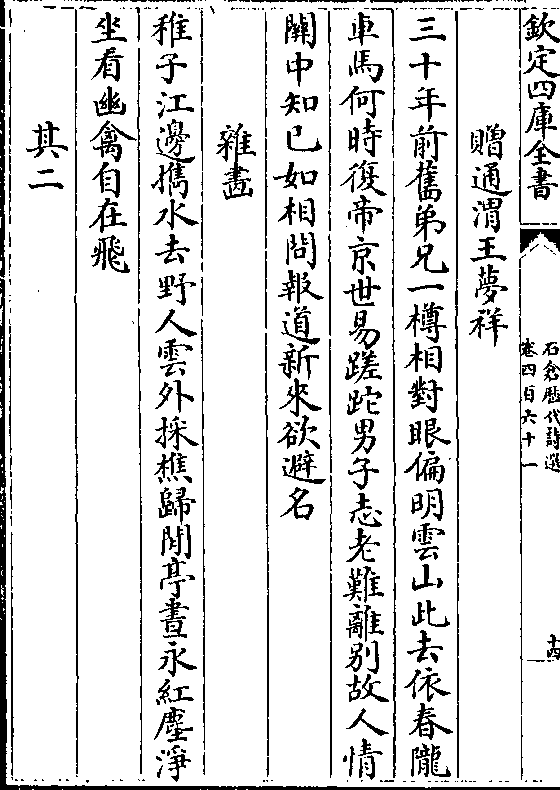 欽定四庫全書
石倉歷代詩選
卷四百六十一
十四
贈通渭王夢祥
三十年前舊弟兄一樽相對眼偏明雲山此去依春隴
車馬何時復帝京世易蹉跎男子志老難離别故人情
關中知已如相問報道新來欲避名
雜畫
稚子江邊擕水去野人雲外採樵歸閒亭晝永紅塵淨
坐看幽禽自在飛
其二